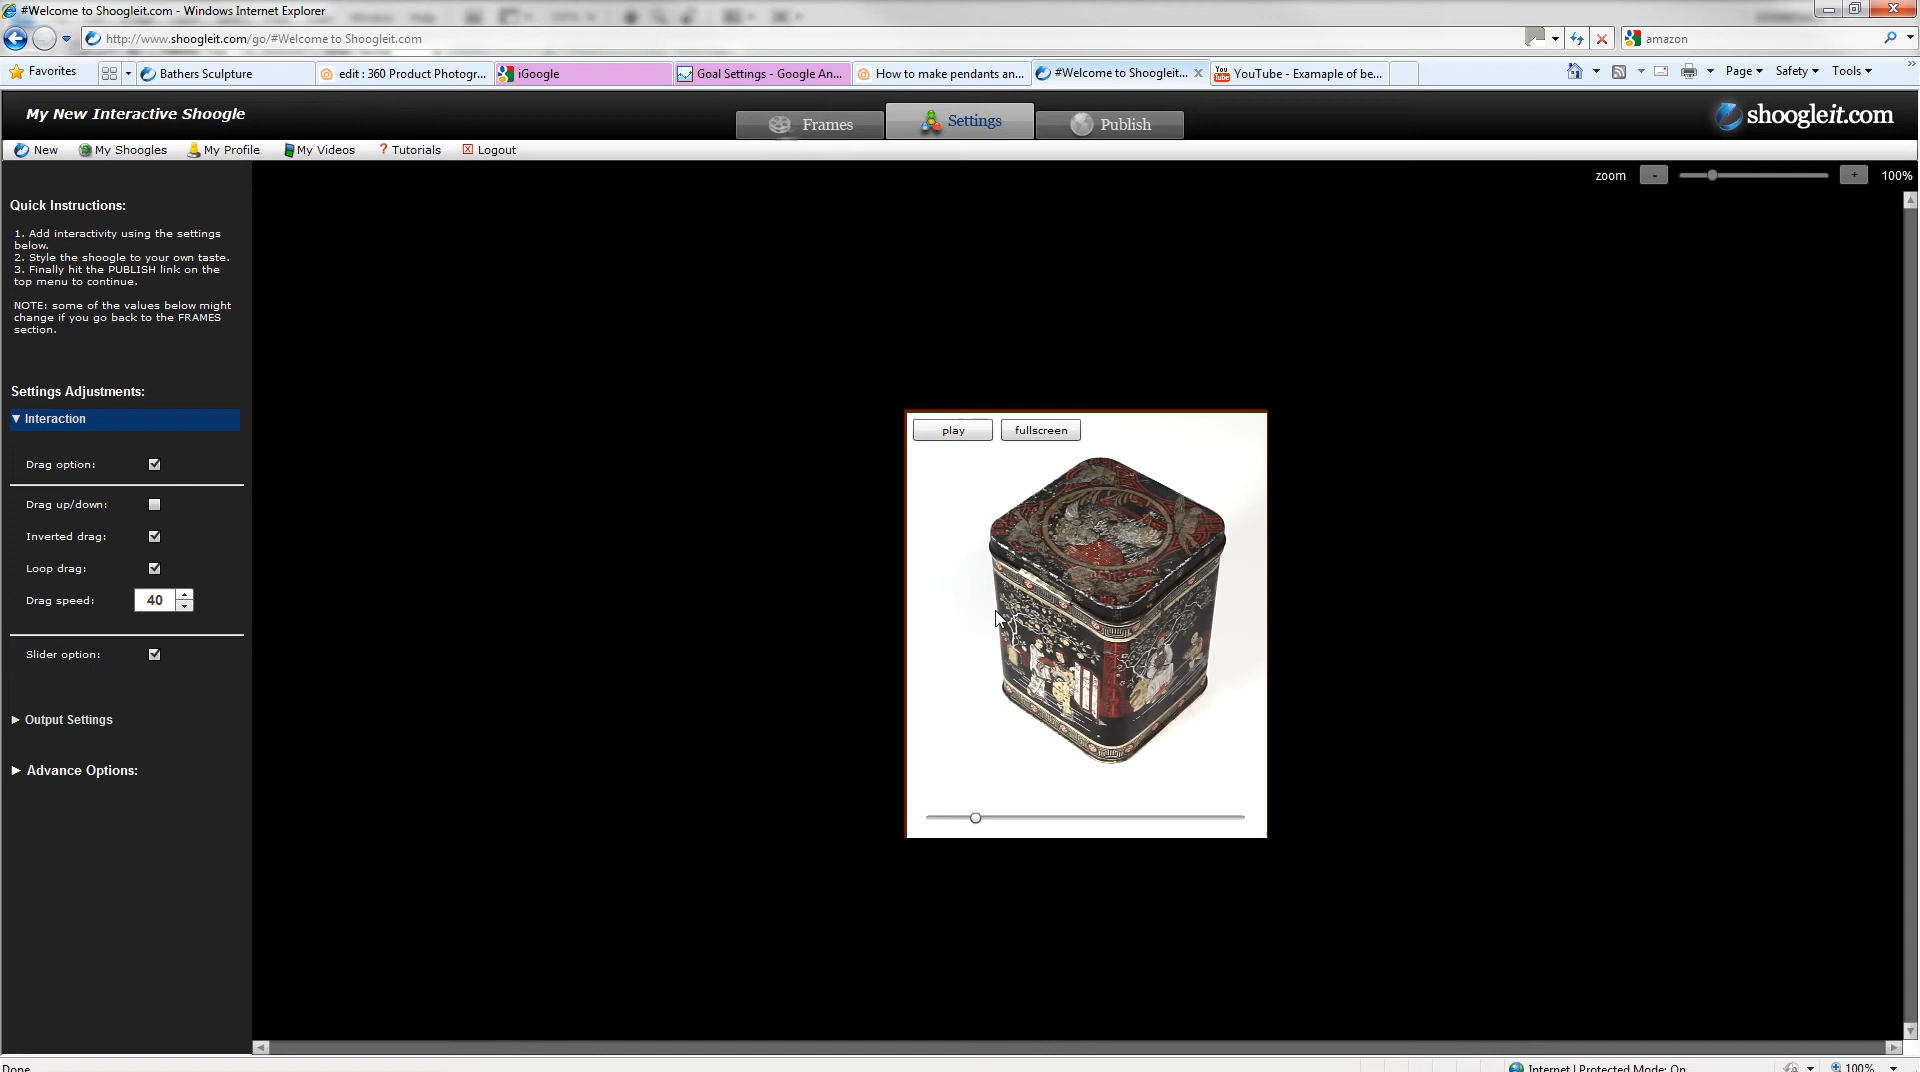 #Welcome to Shoogleit.com - Windows Internet Explorer
http://www.shoogleit.com/go/#Welcome to Shoogleit.com
amazon
Favorites
Bathers Sculpture
edit : 360 Product Photogr...
iGoogle
Goal Settings - Google An...
How to make pendants an...
#Welcome to Shoogleit...
YouTube - Examaple of be...
Page
Safety
Tools
My New Interactive Shoogle
Frames
Settings
Publish
shoogleit.com
New
My Shoogles
My Profile
My Videos
? Tutorials
Logout
zoom
-
+
100%
Quick Instructions:
1. Add interactivity using the settings
below.
2. Style the shoogle to your own taste.
3. Finally hit the PUBLISH link on the
top menu to continue.
NOTE: some of the values below might
change if you go back to the FRAMES
section.
Settings Adjustments:
Interaction
Drag option:
Drag up/down:
Inverted drag:
Loop drag:
Drag speed:
40
Slider option:
Output Settings
Advance Options:
play
fullscreen
Done
Internet | Protected Mode: On
100%